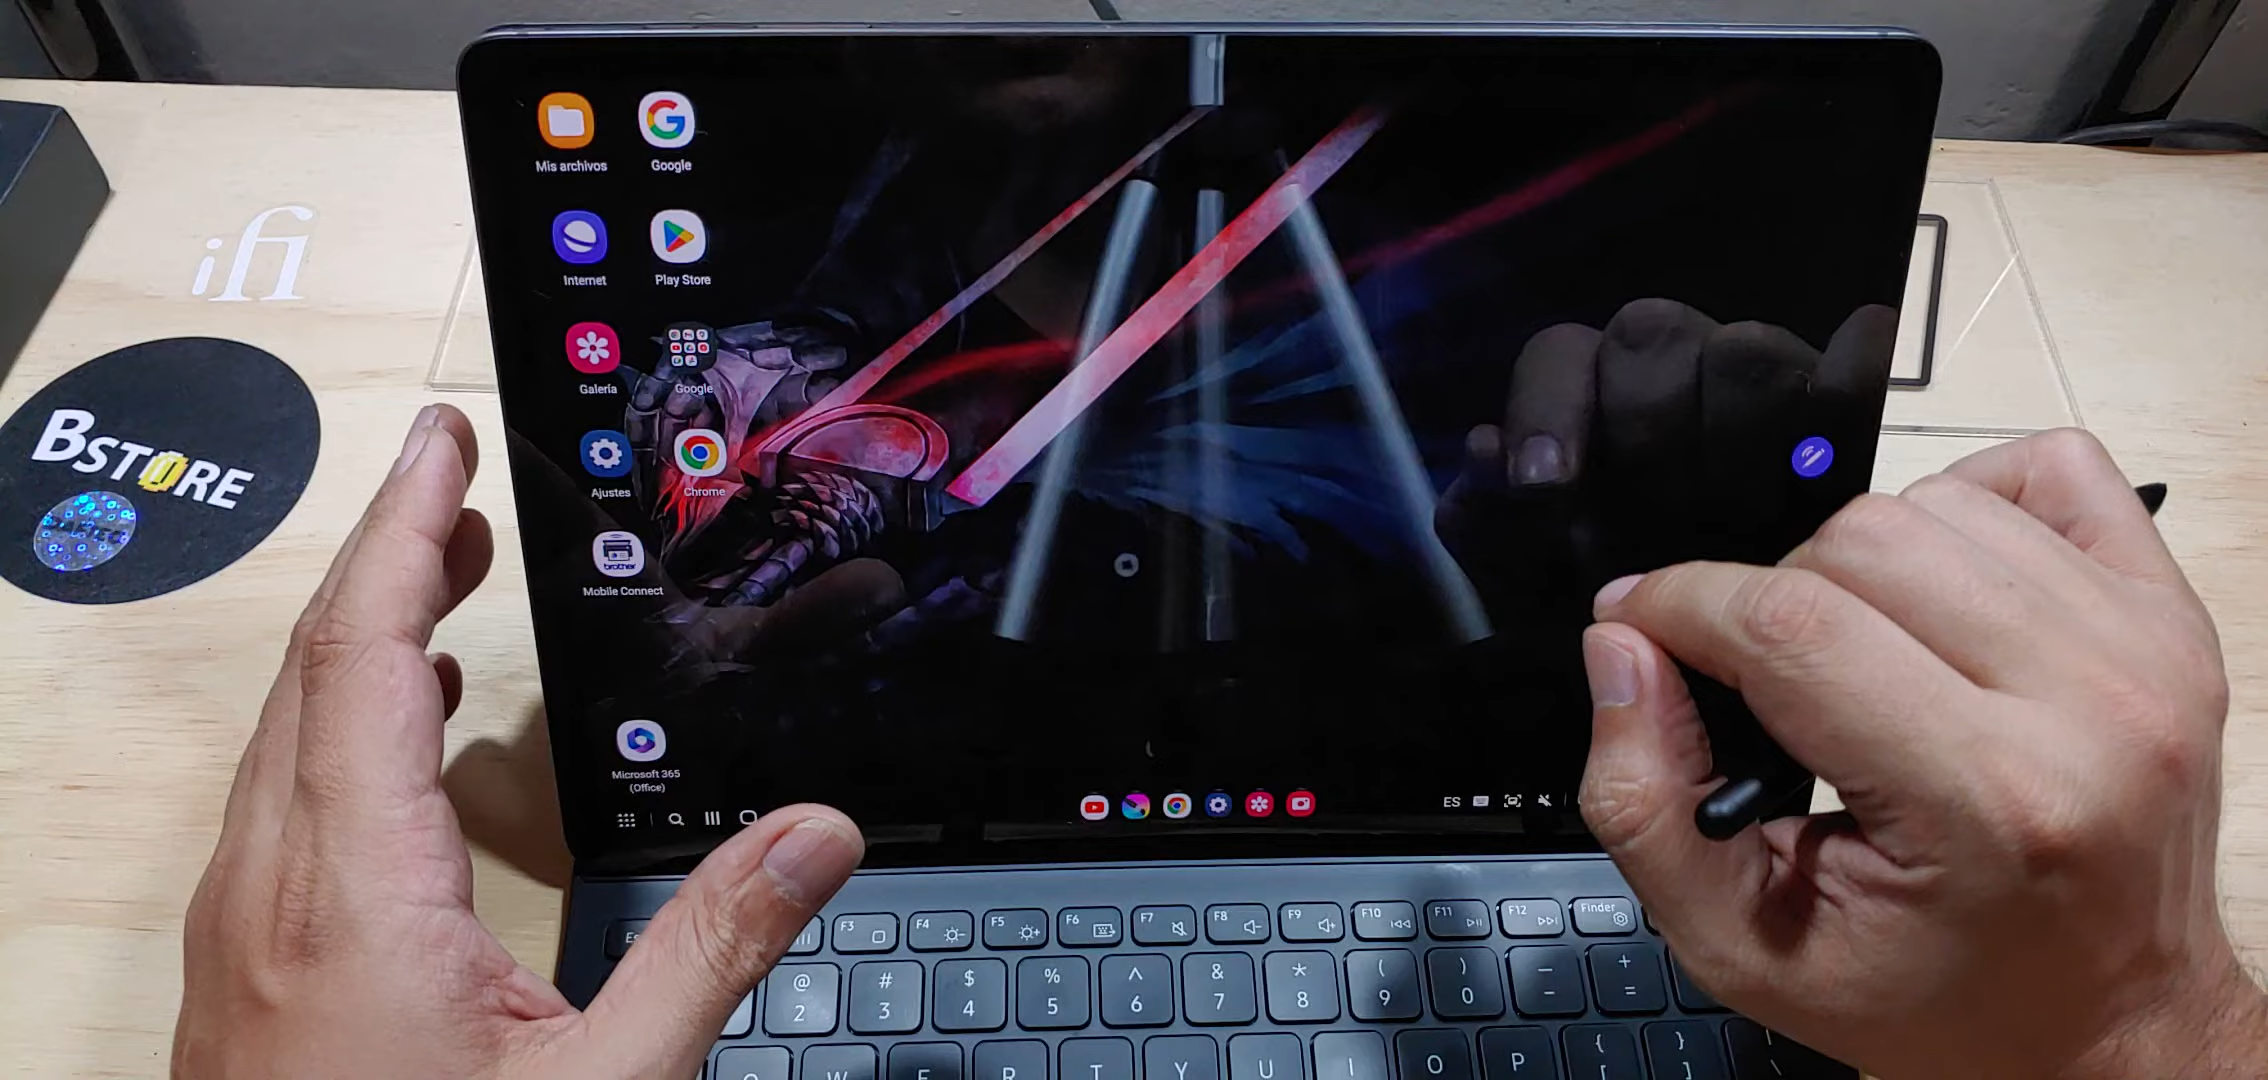 Mis archivos
Google
Internet
Play Store
Galería
Google
Ajustes
Chrome
brother
Mobile Connect
Microsoft 365
(Office)
ES
ifi
BSTORE
Es
F3
F4
F5
F6
F7
F8
F9
F10
F11
F12
Finder
@ # $ % ^ & * ( ) — +
2 3 4 5 6 7 8 9 0 - =
W E R T Y U I O P { }
[ ] \